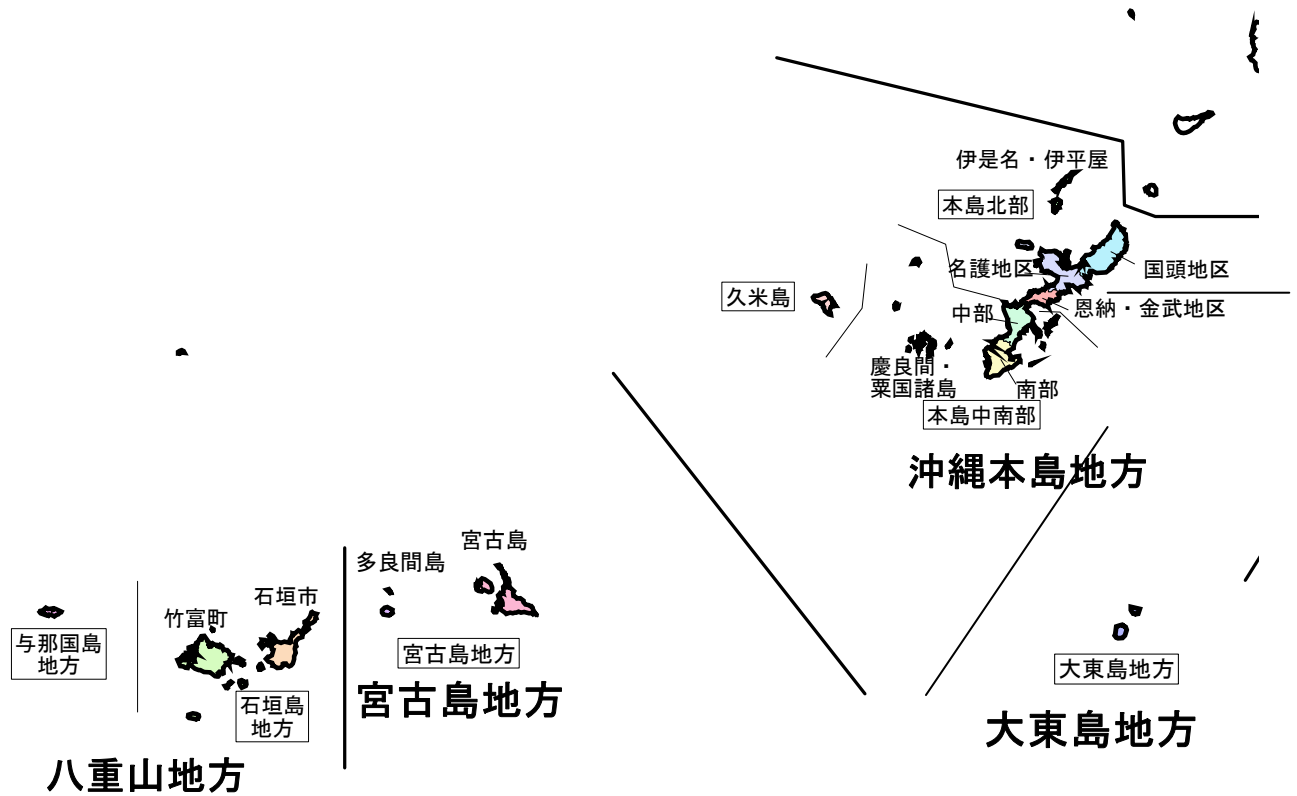 伊是名・伊平屋
本島北部
名護地区
国頭地区
久米島
中部
恩納・金武地区
慶良間・
粟国諸島
南部
本島中南部
沖縄本島地方
宮古島
多良間島
石垣市
竹富町
与那国島
地方
宮古島地方
大東島地方
石垣島
地方
宮古島地方
大東島地方
八重山地方